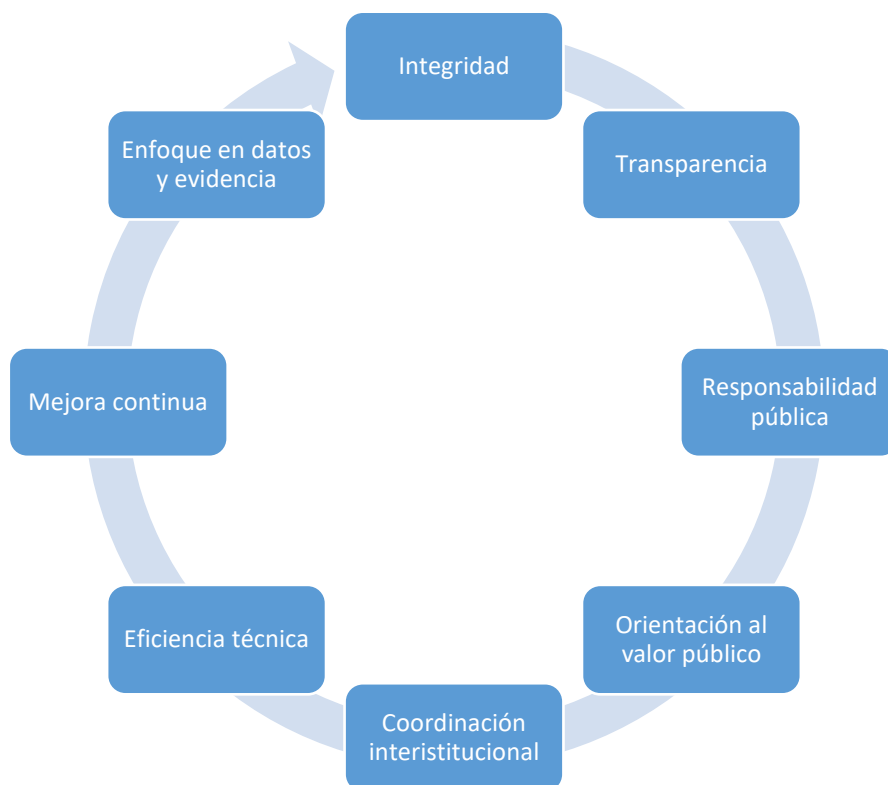 Integridad
Transparencia
Responsabilidad
pública
Orientación al
valor público
Coordinación
interistitucional
Eficiencia técnica
Mejora continua
Enfoque en datos
y evidencia